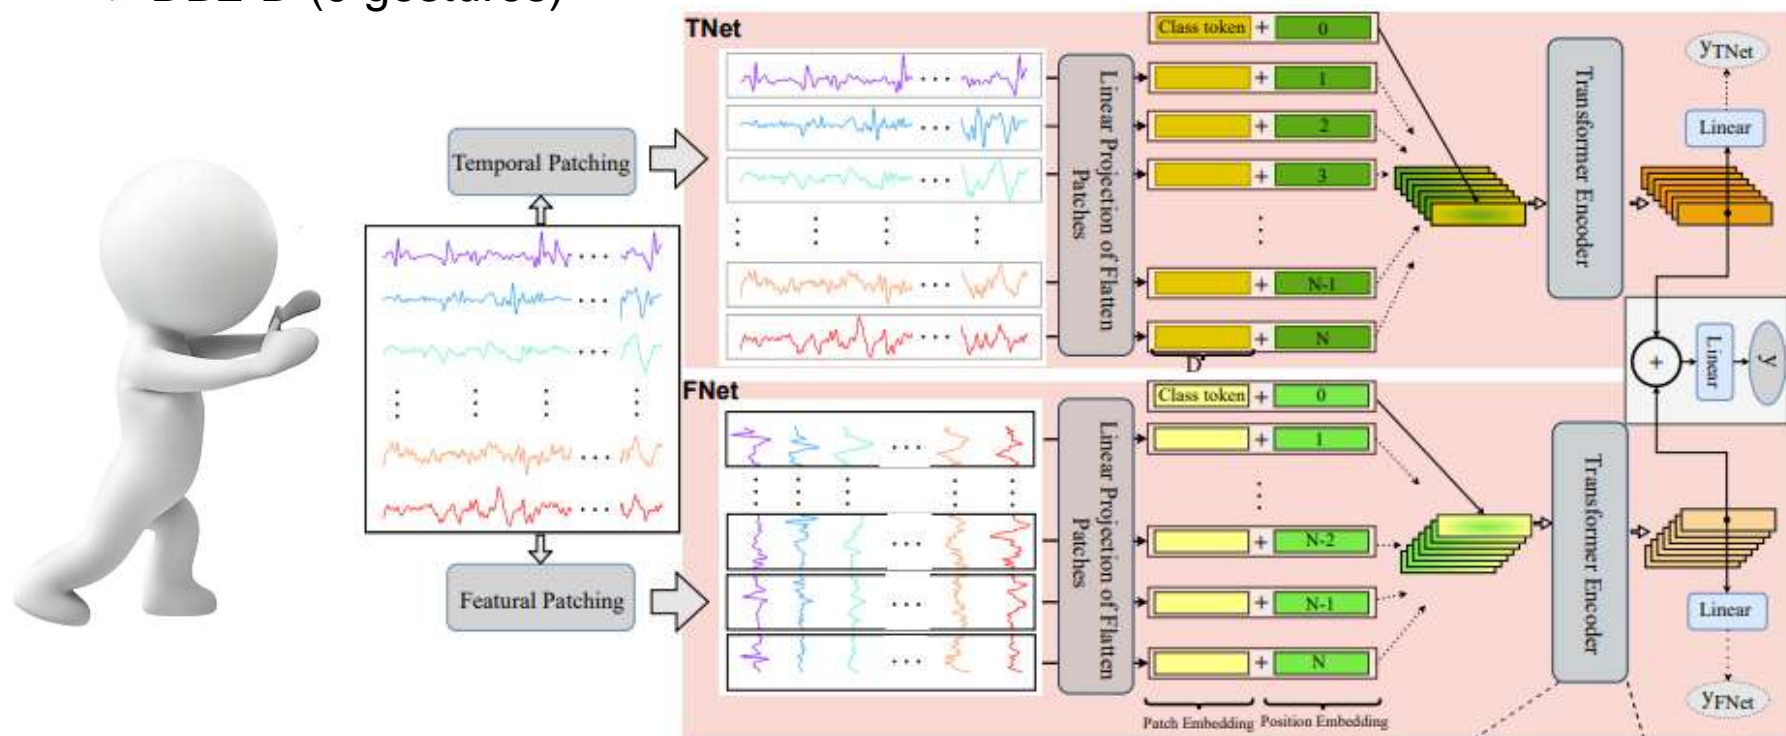 TNet
Class token + 0
+ 1
+ 2
+ 3
+ N-1
+ N
D
Linear Projection of Flatten
Patches
Transformer Encoder
Linear
yTNet
Temporal Patching
Featural Patching
+
Linear
y
FNet
Class token + 0
+ 1
+ N-2
+ N-1
+ N
Linear Projection of Flatten
Patches
Transformer Encoder
Linear
yFNet
Patch Embedding
Position Embedding